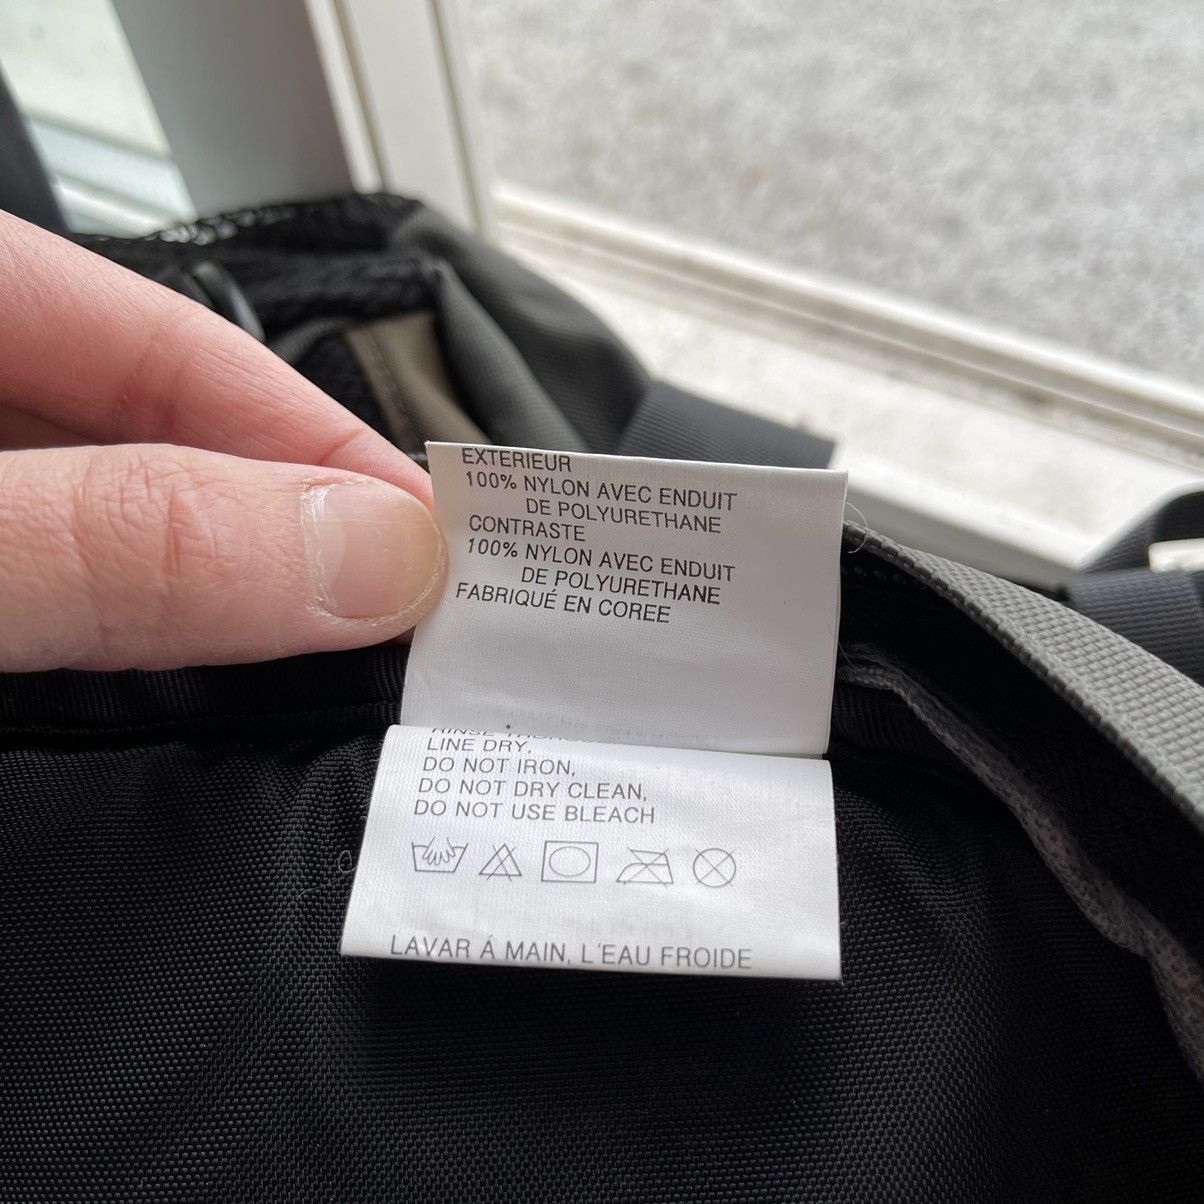 EXTERIEUR
100% NYLON AVEC ENDUIT
DE POLYURETHANE
CONTRASTE
100% NYLON AVEC ENDUIT
DE POLYURETHANE
FABRIQUÉ EN COREE
LINE DRY,
DO NOT IRON,
DO NOT DRY CLEAN,
DO NOT USE BLEACH
LAVAR Á MAIN, L'EAU FROIDE